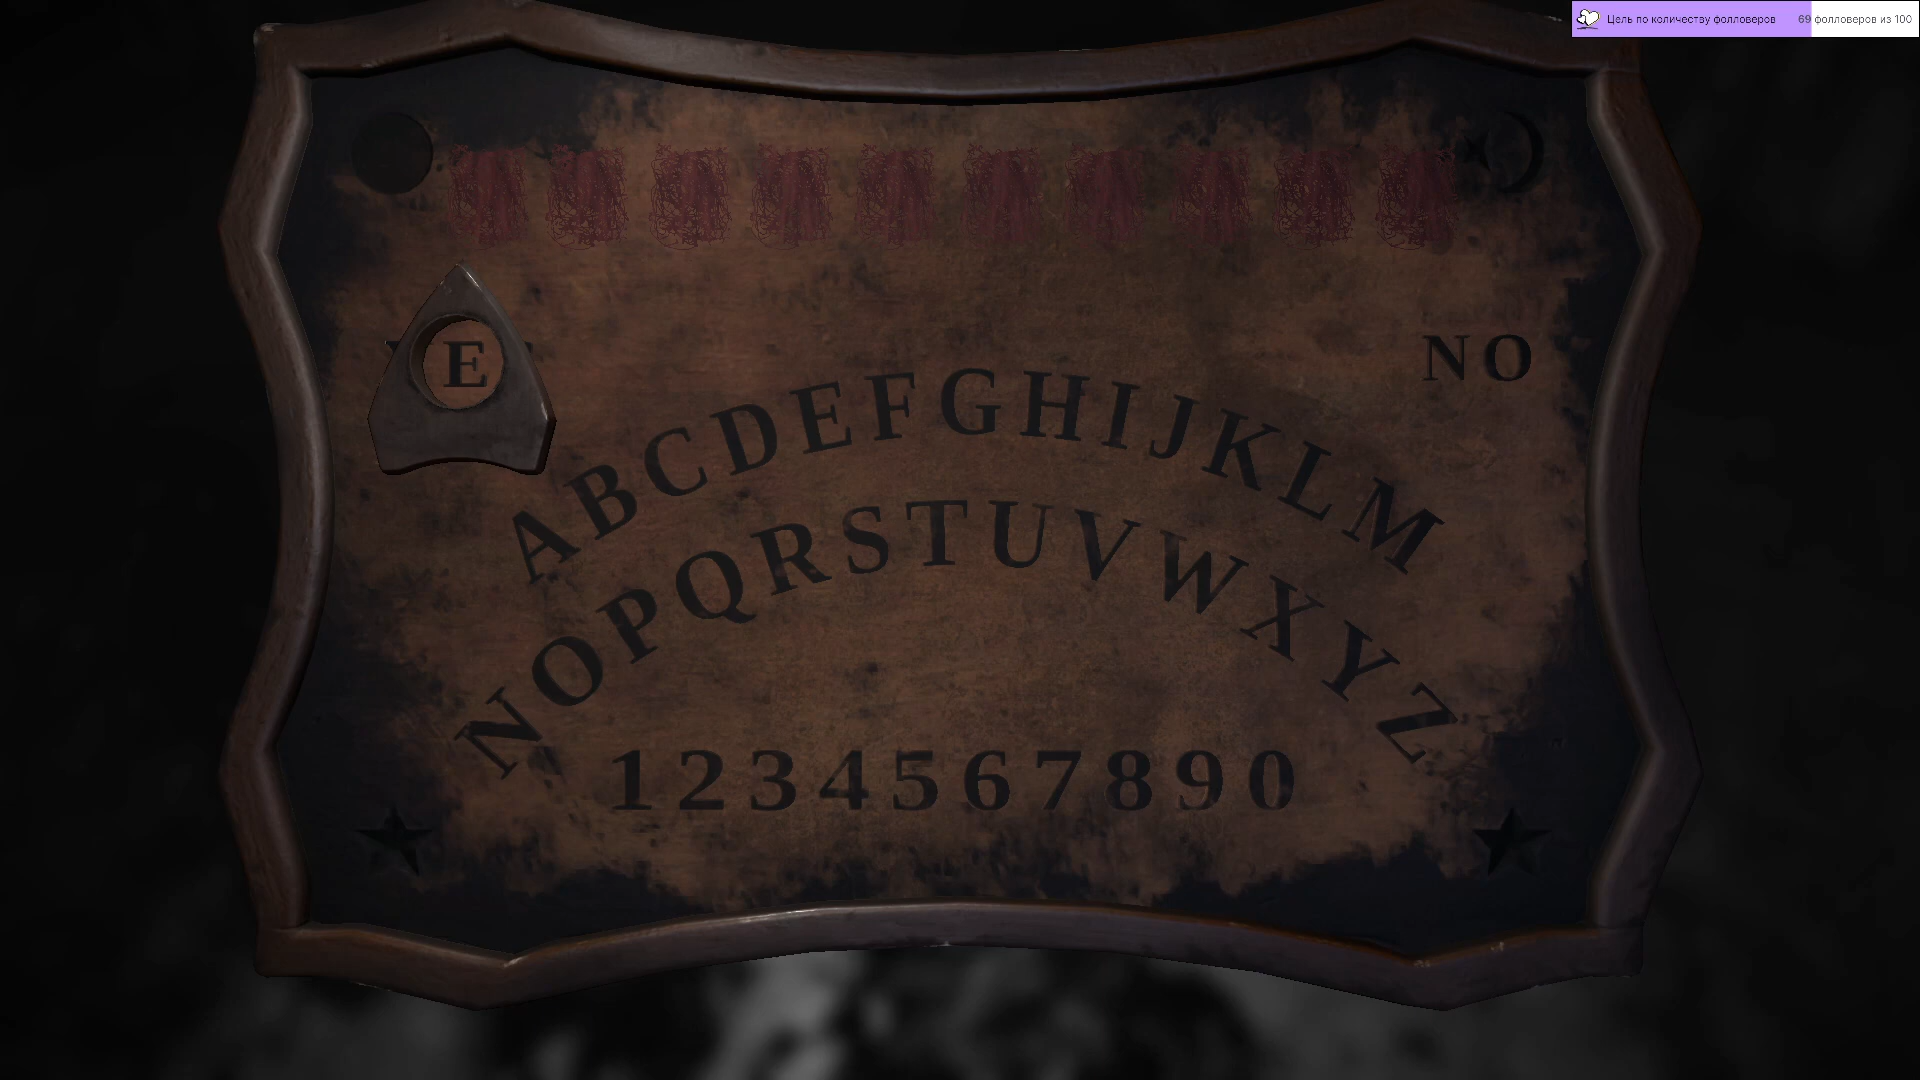 Цель по количеству фолловеров 69 фолловеров из 100
E
NO
ABCDEFGHIJKLM
NOPQRSTUVWXYZ
1234567890